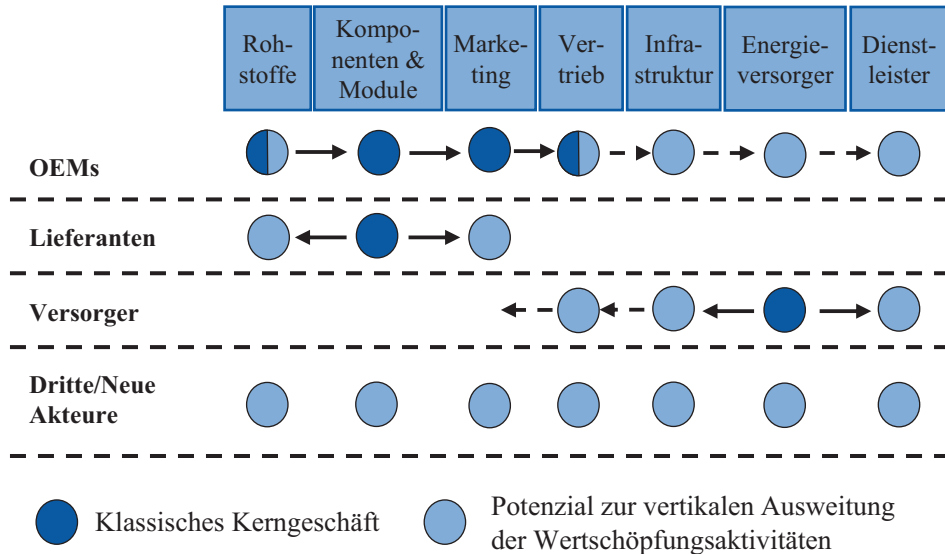 Roh-
stoffe
Kompo-
nenten &
Module
Marke-
ting
Ver-
trieb
Infra-
struktur
Energie-
versorger
Dienst-
leister
OEMs
Lieferanten
Versorger
Dritte/Neue
Akteure
Klassisches Kerngeschäft
Potenzial zur vertikalen Ausweitung
der Wertschöpfungsaktivitäten